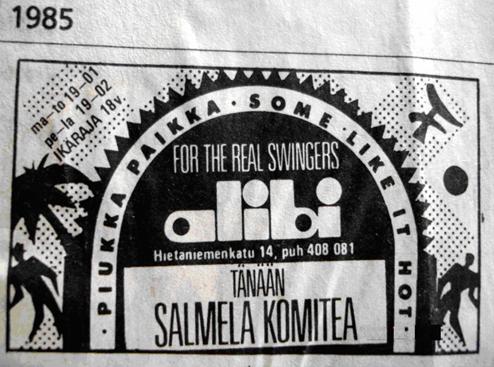 1985
ma-to 19-01
pe-la 19-02
IKÄRAJA 18v.
· PIUKKA PAIKKA · SOME LIKE IT HOT ·
FOR THE REAL SWINGERS
alibi
Hietaniemenkatu 14, puh 408 081
TÄNÄÄN
SALMELA KOMITEA